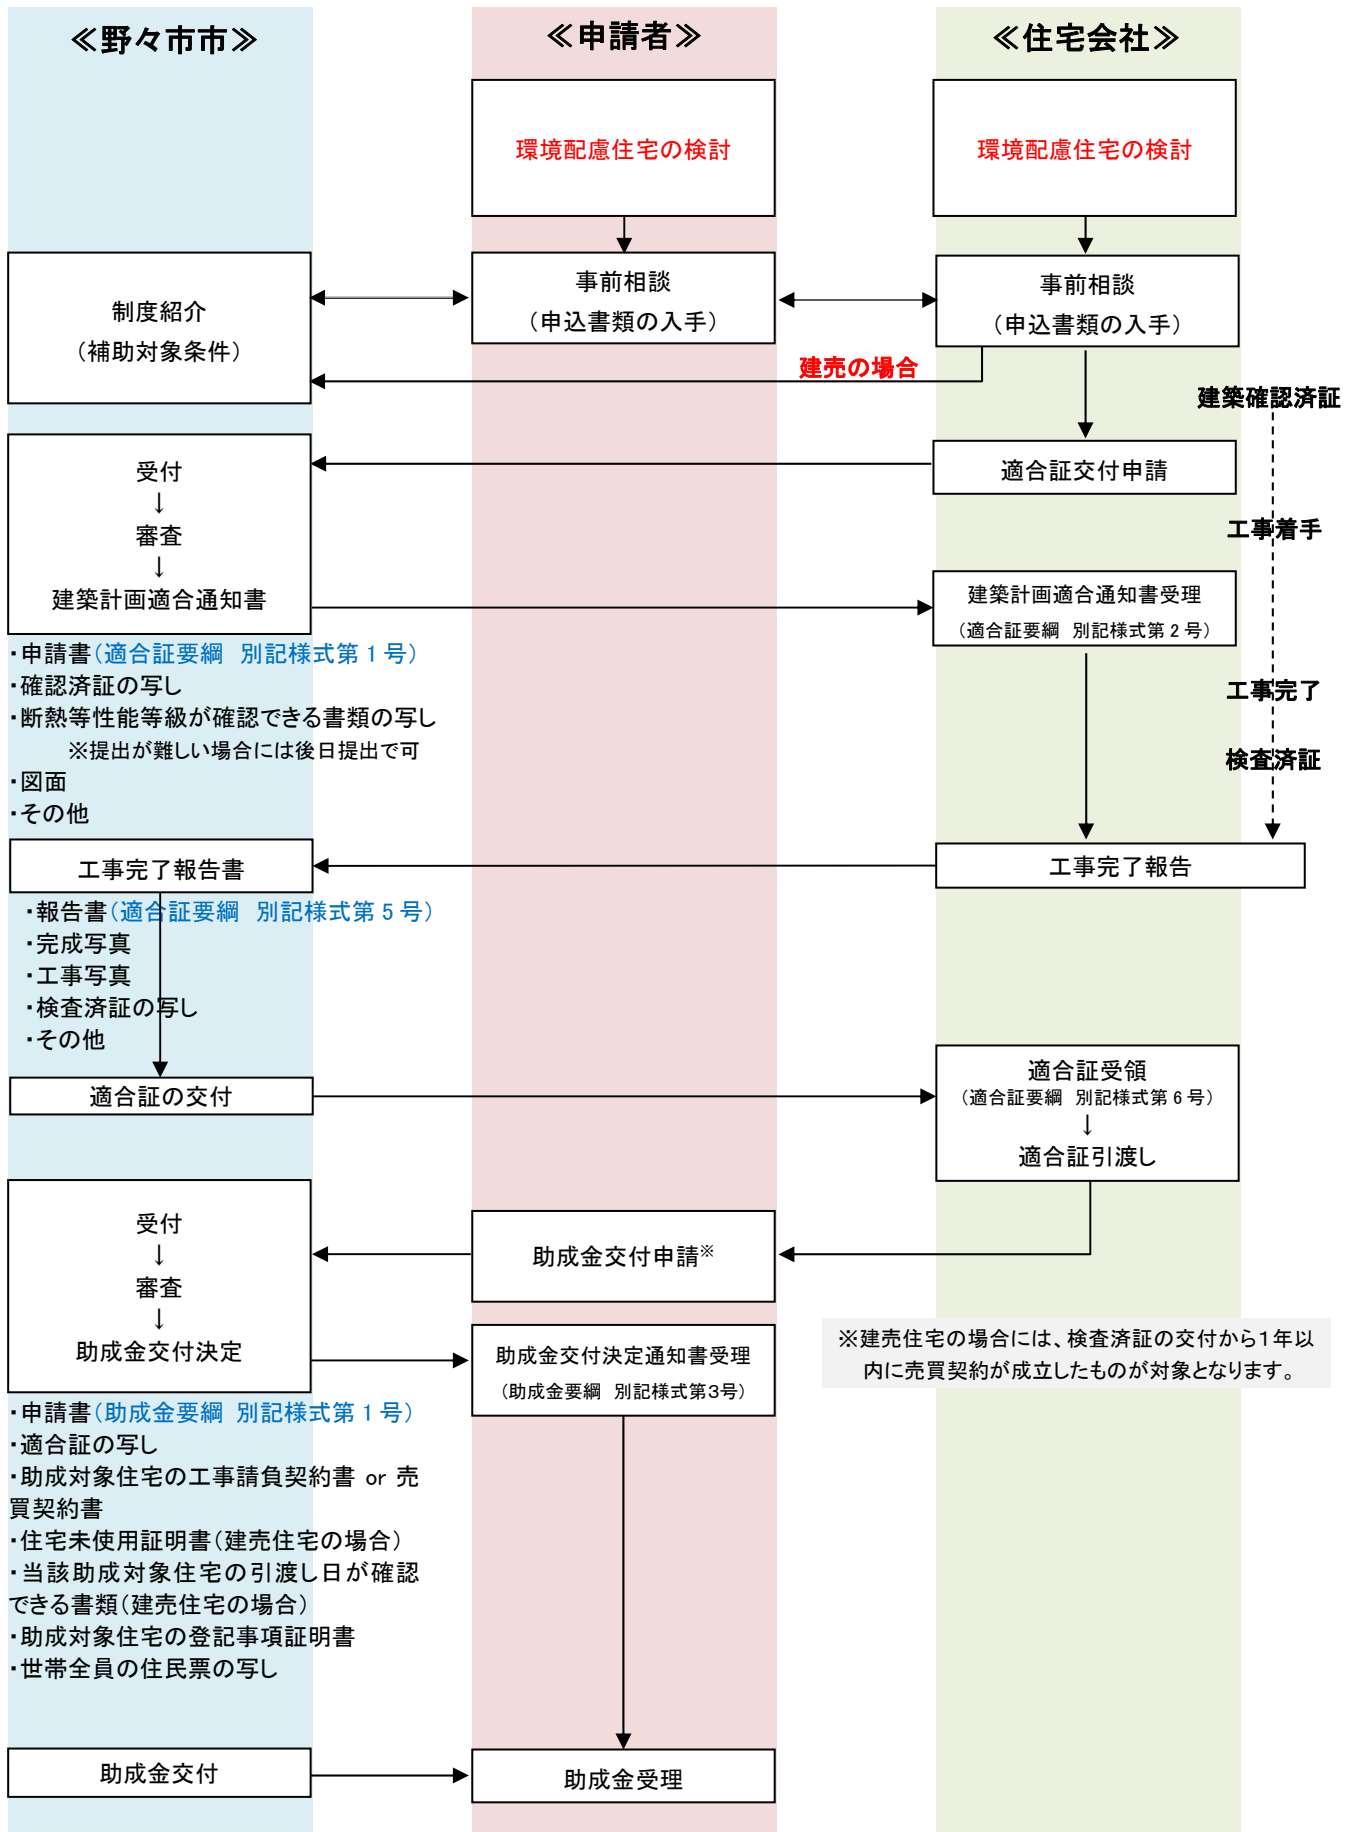 ≪野々市市≫
≪申請者≫
≪住宅会社≫
環境配慮住宅の検討
環境配慮住宅の検討
制度紹介
（補助対象条件）
事前相談
（申込書類の入手）
事前相談
（申込書類の入手）
建売の場合
建築確認済証
受付
↓
審査
↓
建築計画適合通知書
適合証交付申請
工事着手
建築計画適合通知書受理
（適合証要綱　別記様式第２号）
・申請書（適合証要綱　別記様式第１号）
・確認済証の写し
・断熱等性能等級が確認できる書類の写し
※提出が難しい場合には後日提出で可
・図面
・その他
工事完了
検査済証
工事完了報告書
工事完了報告
・報告書（適合証要綱　別記様式第５号）
・完成写真
・工事写真
・検査済証の写し
・その他
適合証の交付
適合証受領
（適合証要綱　別記様式第６号）
↓
適合証引渡し
受付
↓
審査
↓
助成金交付決定
助成金交付申請※
助成金交付決定通知書受理
（助成金要綱　別記様式第３号）
※建売住宅の場合には、検査済証の交付から１年以
内に売買契約が成立したものが対象となります。
・申請書（助成金要綱 別記様式第１号）
・適合証の写し
・助成対象住宅の工事請負契約書 or 売
買契約書
・住宅未使用証明書（建売住宅の場合）
・当該助成対象住宅の引渡し日が確認
できる書類（建売住宅の場合）
・助成対象住宅の登記事項証明書
・世帯全員の住民票の写し
助成金交付
助成金受理